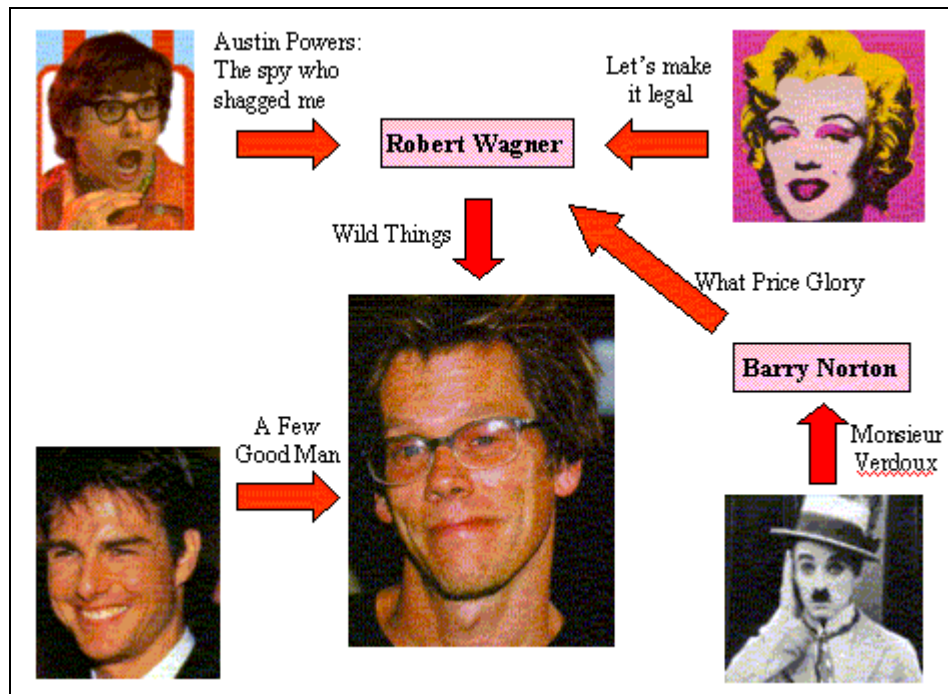 Austin Powers:
The spy who
shagged me
Let's make
it legal
Robert Wagner
Wild Things
What Price Glory
Barry Norton
A Few
Good Man
Monsieur
Verdoux